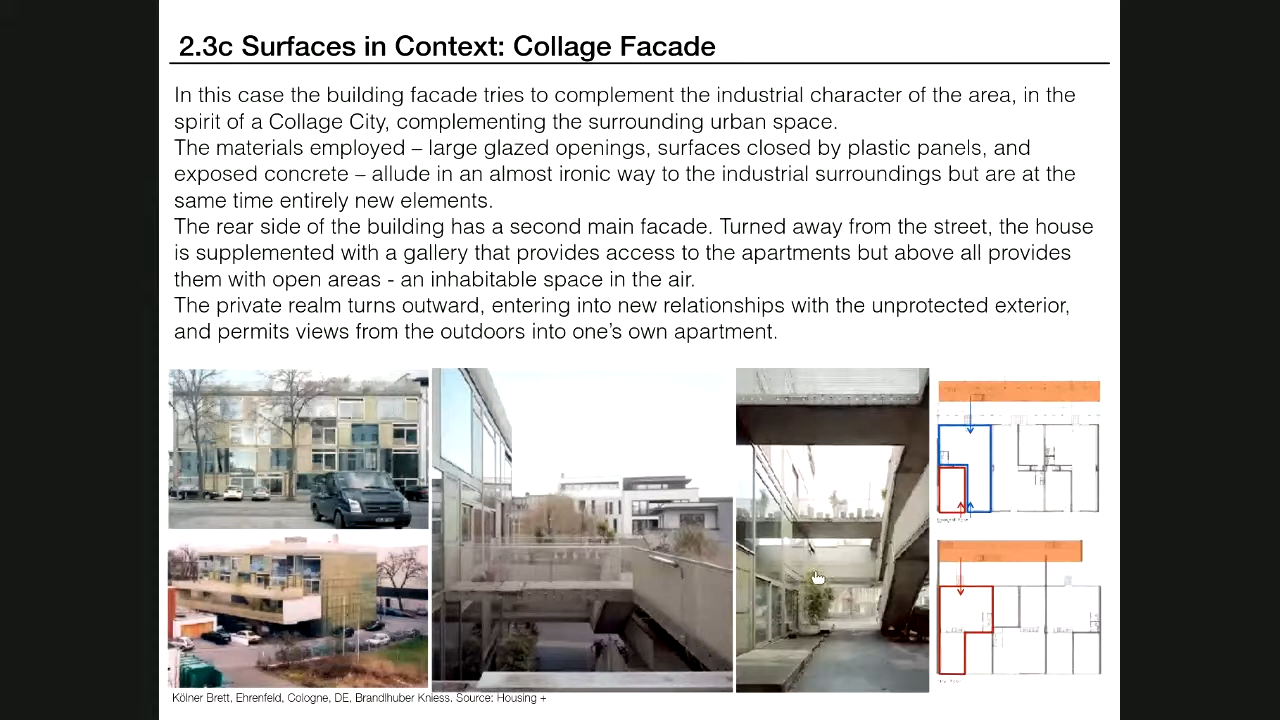 2.3c Surfaces in Context: Collage Facade
In this case the building facade tries to complement the industrial character of the area, in the
spirit of a Collage City, complementing the surrounding urban space.
The materials employed – large glazed openings, surfaces closed by plastic panels, and
exposed concrete – allude in an almost ironic way to the industrial surroundings but are at the
same time entirely new elements.
The rear side of the building has a second main facade. Turned away from the street, the house
is supplemented with a gallery that provides access to the apartments but above all provides
them with open areas - an inhabitable space in the air.
The private realm turns outward, entering into new relationships with the unprotected exterior,
and permits views from the outdoors into one’s own apartment.
Kölner Brett, Ehrenfeld, Cologne, DE, Brandlhuber Kniess. Source: Housing +